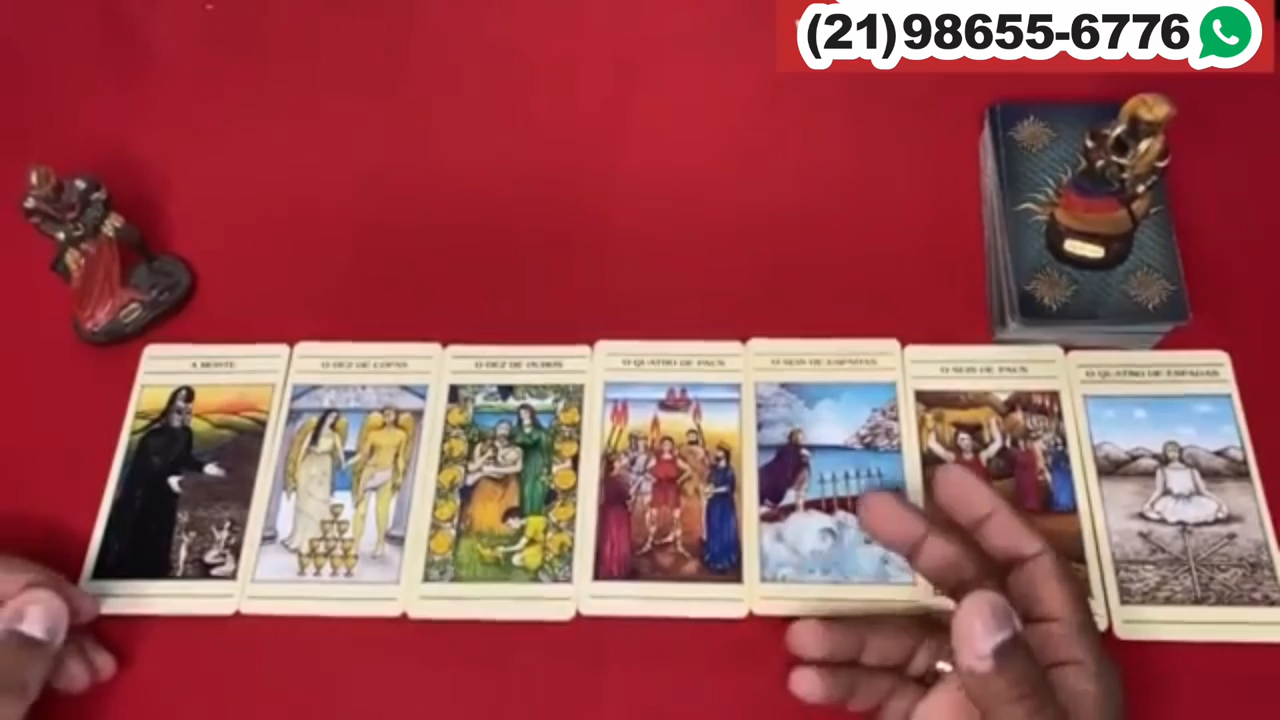 (21)98655-6776
A MORTE
O DEZ DE COPAS
O DEZ DE OUROS
O QUATRO DE PAUS
O SEIS DE ESPADAS
O SEIS DE PAUS
O QUATRO DE ESPADAS